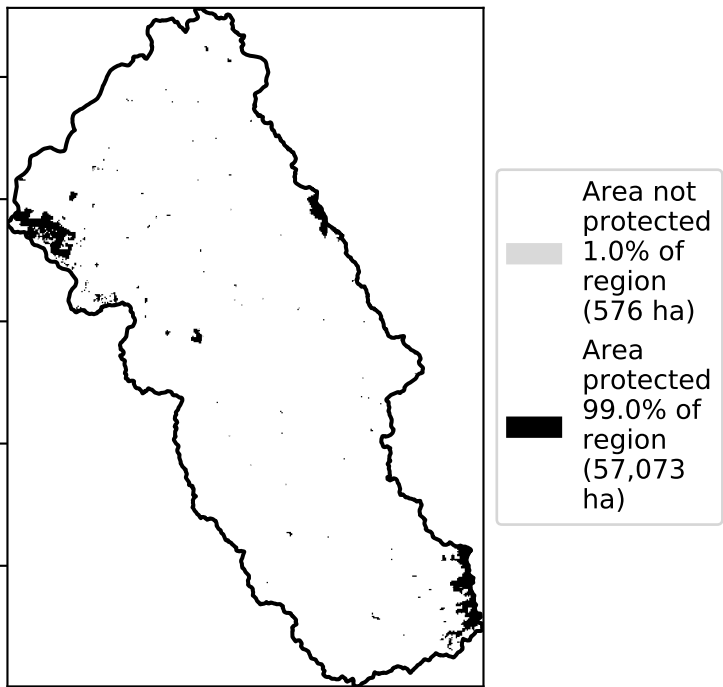 Area not
protected
1.0% of
region
(576 ha)
Area
protected
99.0% of
region
(57,073
ha)